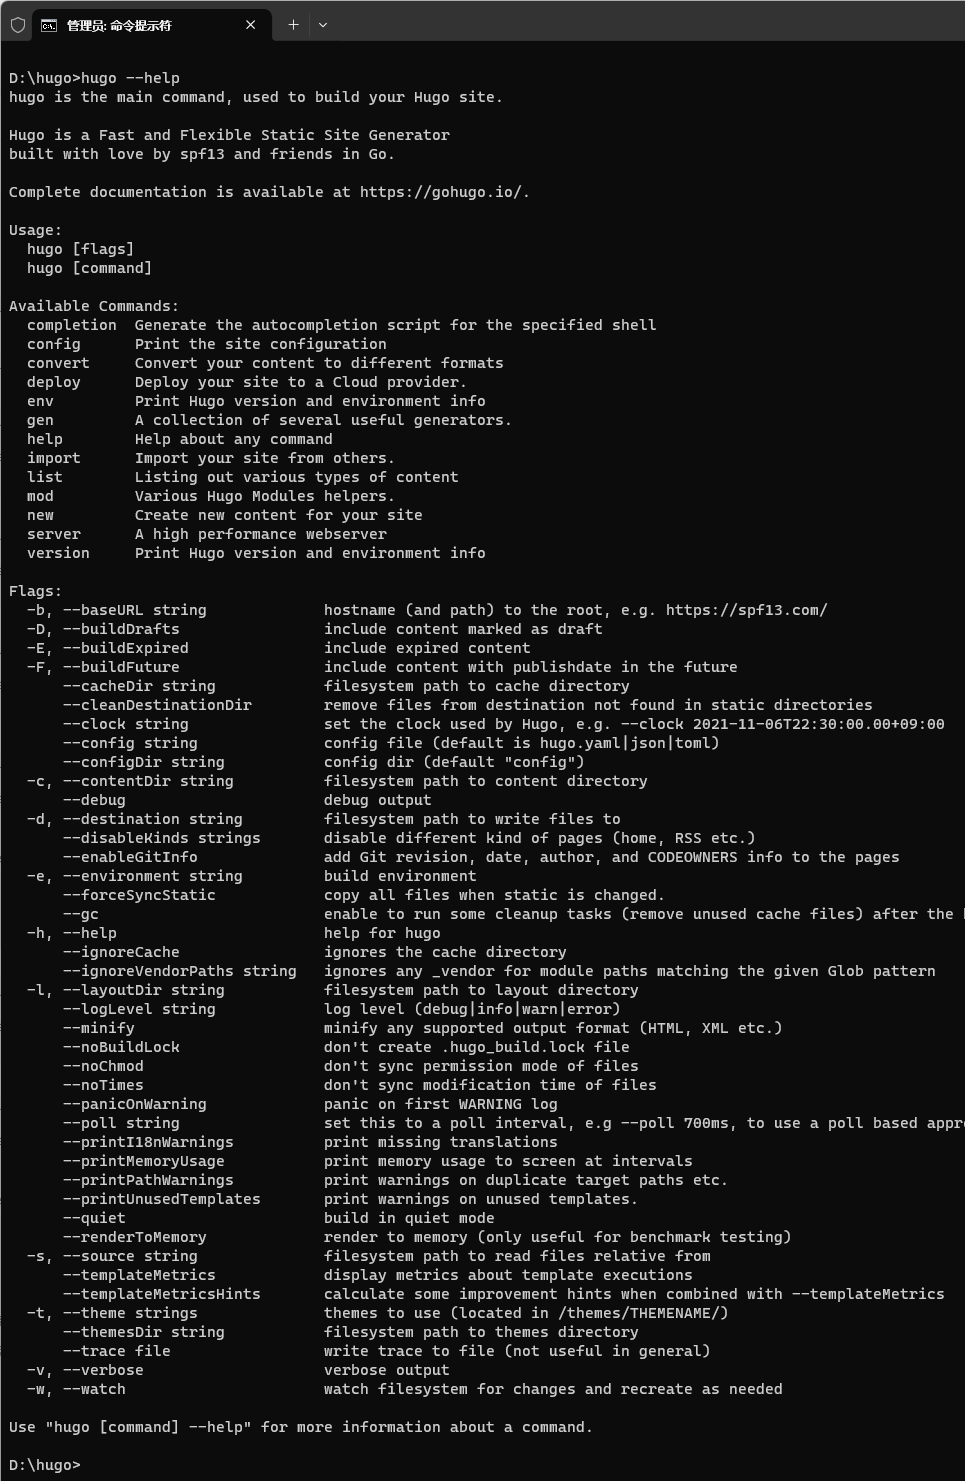 管理员: 命令提示符
D:\hugo>hugo --help
hugo is the main command, used to build your Hugo site.
Hugo is a Fast and Flexible Static Site Generator
built with love by spf13 and friends in Go.
Complete documentation is available at https://gohugo.io/.
Usage:
  hugo [flags]
  hugo [command]
Available Commands:
  completion  Generate the autocompletion script for the specified shell
  config      Print the site configuration
  convert     Convert your content to different formats
  deploy      Deploy your site to a Cloud provider.
  env         Print Hugo version and environment info
  gen         A collection of several useful generators.
  help        Help about any command
  import      Import your site from others.
  list        Listing out various types of content
  mod         Various Hugo Modules helpers.
  new         Create new content for your site
  server      A high performance webserver
  version     Print Hugo version and environment info
Flags:
  -b, --baseURL string             hostname (and path) to the root, e.g. https://spf13.com/
  -D, --buildDrafts                include content marked as draft
  -E, --buildExpired               include expired content
  -F, --buildFuture                include content with publishdate in the future
      --cacheDir string            filesystem path to cache directory
      --cleanDestinationDir        remove files from destination not found in static directories
      --clock string               set the clock used by Hugo, e.g. --clock 2021-11-06T22:30:00.00+09:00
      --config string              config file (default is hugo.yaml|json|toml)
      --configDir string           config dir (default "config")
  -c, --contentDir string          filesystem path to content directory
      --debug                      debug output
  -d, --destination string         filesystem path to write files to
      --disableKinds strings       disable different kind of pages (home, RSS etc.)
      --enableGitInfo              add Git revision, date, author, and CODEOWNERS info to the pages
  -e, --environment string         build environment
      --forceSyncStatic            copy all files when static is changed.
      --gc                         enable to run some cleanup tasks (remove unused cache files) after the
  -h, --help                       help for hugo
      --ignoreCache                ignores the cache directory
      --ignoreVendorPaths string   ignores any _vendor for module paths matching the given Glob pattern
  -l, --layoutDir string           filesystem path to layout directory
      --logLevel string            log level (debug|info|warn|error)
      --minify                     minify any supported output format (HTML, XML etc.)
      --noBuildLock                don't create .hugo_build.lock file
      --noChmod                    don't sync permission mode of files
      --noTimes                    don't sync modification time of files
      --panicOnWarning             panic on first WARNING log
      --poll string                set this to a poll interval, e.g --poll 700ms, to use a poll based appr
      --printI18nWarnings          print missing translations
      --printMemoryUsage           print memory usage to screen at intervals
      --printPathWarnings          print warnings on duplicate target paths etc.
      --printUnusedTemplates       print warnings on unused templates.
      --quiet                      build in quiet mode
      --renderToMemory             render to memory (only useful for benchmark testing)
  -s, --source string              filesystem path to read files relative from
      --templateMetrics            display metrics about template executions
      --templateMetricsHints       calculate some improvement hints when combined with --templateMetrics
  -t, --theme strings              themes to use (located in /themes/THEMENAME/)
      --themesDir string           filesystem path to themes directory
      --trace file                 write trace to file (not useful in general)
  -v, --verbose                    verbose output
  -w, --watch                      watch filesystem for changes and recreate as needed
Use "hugo [command] --help" for more information about a command.
D:\hugo>